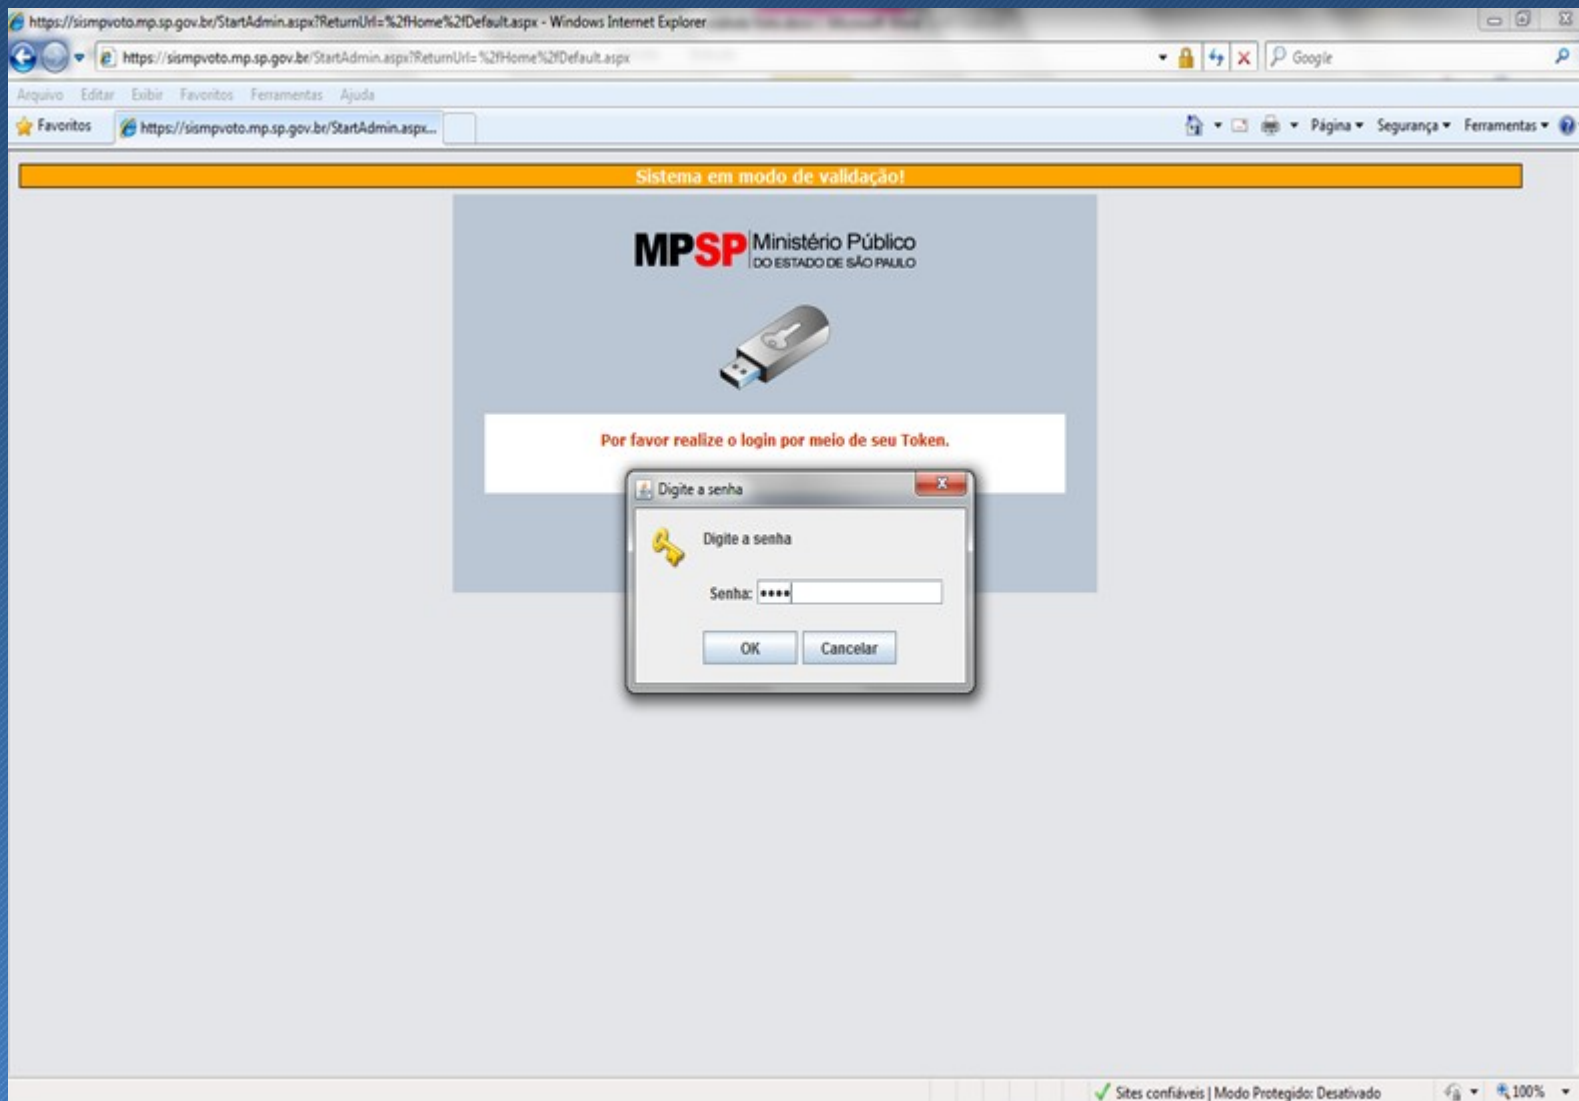 https://sismpvoto.mp.sp.gov.br/StartAdmin.aspx?ReturnUrl=%2fHome%2fDefault.aspx - Windows Internet Explorer
https://sismpvoto.mp.sp.gov.br/StartAdmin.aspx?ReturnUrl=%2fHome%2fDefault.aspx
Google
Arquivo Editar Exibir Favoritos Ferramentas Ajuda
Favoritos
https://sismpvoto.mp.sp.gov.br/StartAdmin.aspx...
Página Segurança Ferramentas
Sistema em modo de validação!
MPSP Ministério Público
DO ESTADO DE SÃO PAULO
Por favor realize o login por meio de seu Token.
Digite a senha
Digite a senha
Senha: ••••
OK Cancelar
Sites confiáveis | Modo Protegido: Desativado
100%